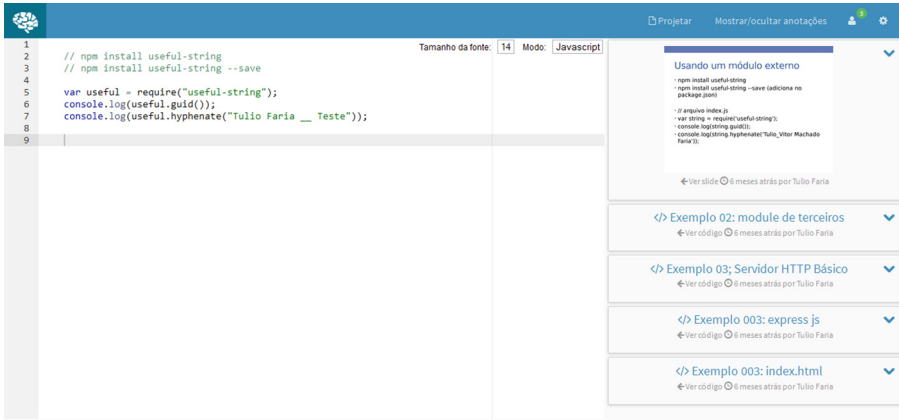 Projetar Mostrar/ocultar anotações 5
Tamanho da fonte: 14 Modo: Javascript
1
2 // npm install useful-string
3 // npm install useful-string --save
4
5 var useful = require("useful-string");
6 console.log(useful.guid());
7 console.log(useful.hyphenate("Tulio Faria __ Teste"));
8
9
Usando um módulo externo
· npm install useful-string
· npm install useful-string --save (adiciona no
package.json)
· // arquivo index.js
· var string = require('useful-string');
· console.log(string.guid());
· console.log(string.hyphenate('Tulio_Vitor Machado
Faria'));
Ver slide 6 meses atrás por Tulio Faria
</> Exemplo 02: module de terceiros
Ver código 6 meses atrás por Tulio Faria
</> Exemplo 03; Servidor HTTP Básico
Ver código 6 meses atrás por Tulio Faria
</> Exemplo 003: express js
Ver código 6 meses atrás por Tulio Faria
</> Exemplo 003: index.html
Ver código 6 meses atrás por Tulio Faria